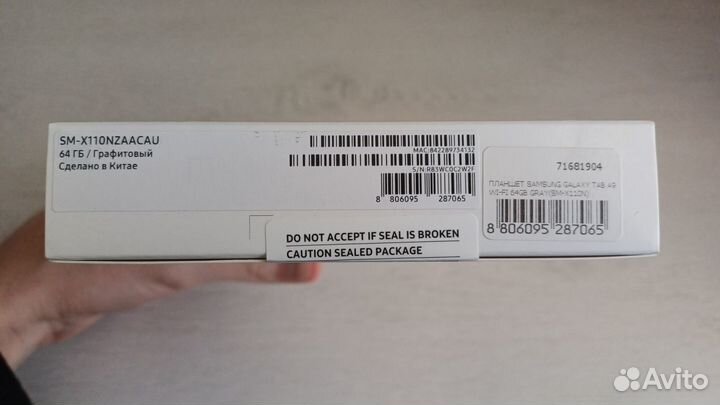 SM-X110NZAACAU
64 ГБ / Графитовый
Сделано в Китае
MAC:842289734132
S/N:R83WC0C2W2F
8 806095 287065
71681904
ПЛАНШЕТ SAMSUNG GALAXY TAB A9
WI-FI 64GB GRAY(SM-X110N)
8 806095 287065
DO NOT ACCEPT IF SEAL IS BROKEN
CAUTION SEALED PACKAGE
Avito